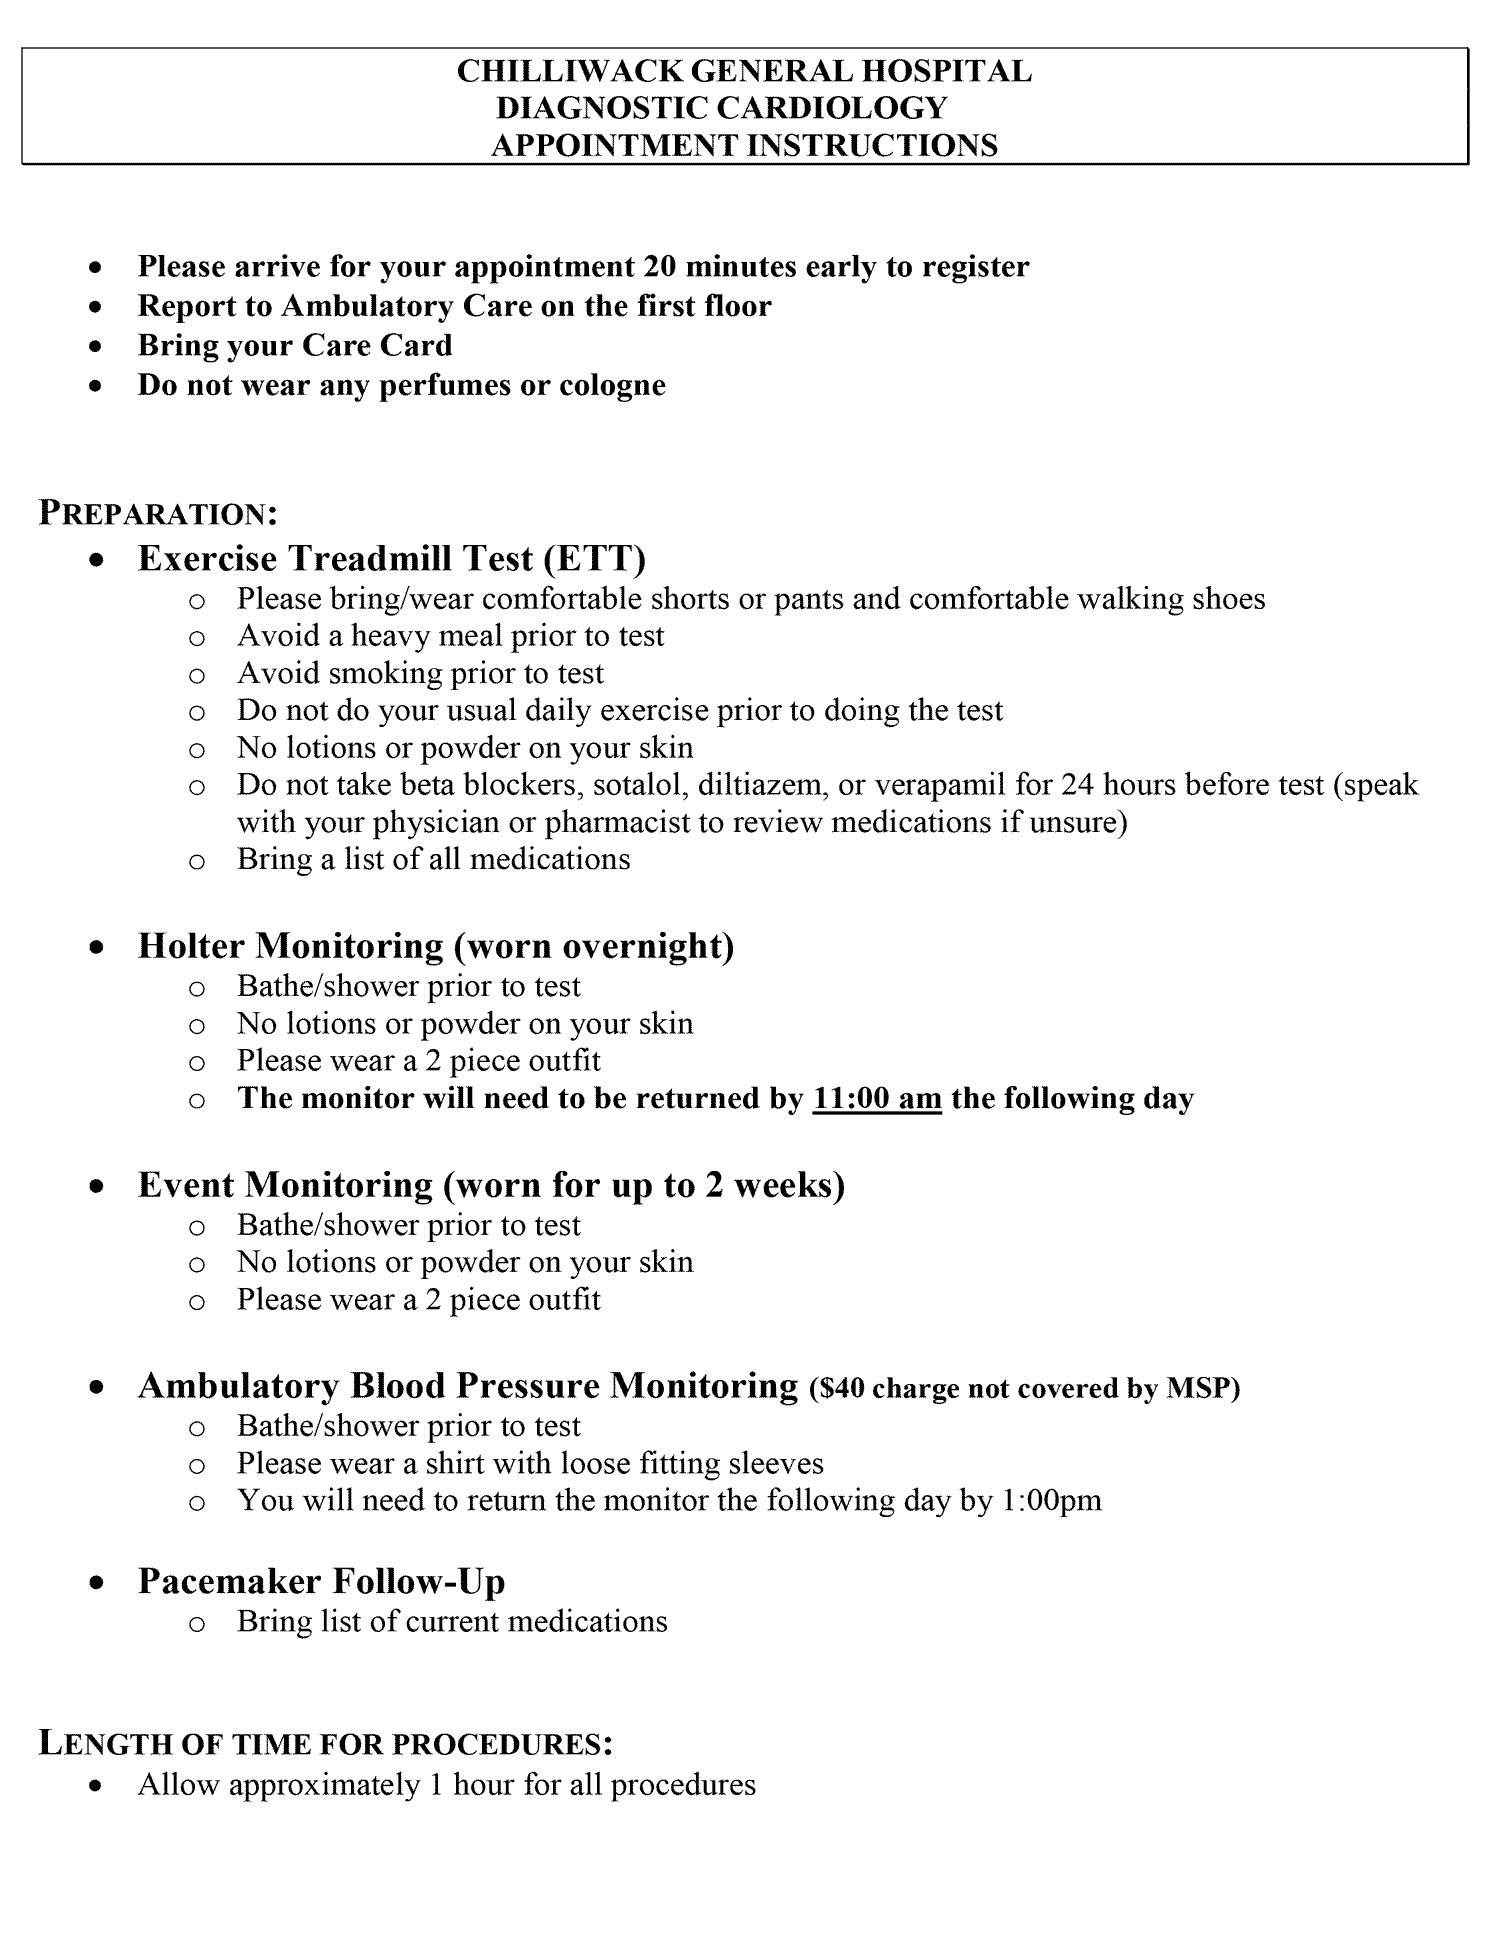 CHILLIWACK GENERAL HOSPITAL
DIAGNOSTIC CARDIOLOGY
APPOINTMENT INSTRUCTIONS
• Please arrive for your appointment 20 minutes early to register
• Report to Ambulatory Care on the first floor
• Bring your Care Card
• Do not wear any perfumes or cologne
PREPARATION:
• Exercise Treadmill Test (ETT)
o Please bring/wear comfortable shorts or pants and comfortable walking shoes
o Avoid a heavy meal prior to test
o Avoid smoking prior to test
o Do not do your usual daily exercise prior to doing the test
o No lotions or powder on your skin
o Do not take beta blockers, sotalol, diltiazem, or verapamil for 24 hours before test (speak
with your physician or pharmacist to review medications if unsure)
o Bring a list of all medications
• Holter Monitoring (worn overnight)
o Bathe/shower prior to test
o No lotions or powder on your skin
o Please wear a 2 piece outfit
o The monitor will need to be returned by 11:00 am the following day
• Event Monitoring (worn for up to 2 weeks)
o Bathe/shower prior to test
o No lotions or powder on your skin
o Please wear a 2 piece outfit
• Ambulatory Blood Pressure Monitoring ($40 charge not covered by MSP)
o Bathe/shower prior to test
o Please wear a shirt with loose fitting sleeves
o You will need to return the monitor the following day by 1:00pm
• Pacemaker Follow-Up
o Bring list of current medications
LENGTH OF TIME FOR PROCEDURES:
• Allow approximately 1 hour for all procedures